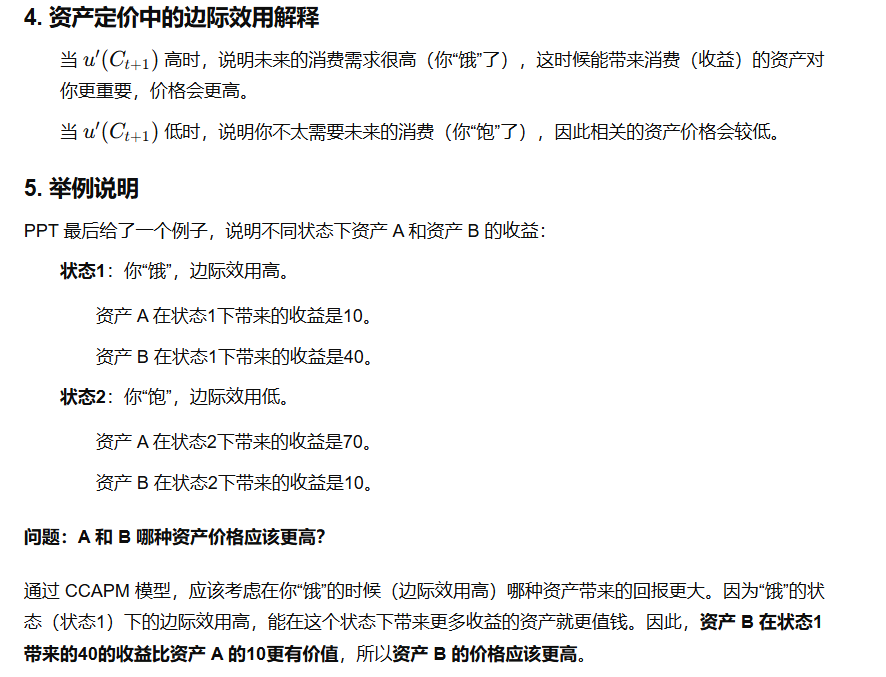 4. 资产定价中的边际效用解释
当 u′(Cₜ₊₁) 高时，说明未来的消费需求很高（你“饿”了），这时候能带来消费（收益）的资产对
你更重要，价格会更高。
当 u′(Cₜ₊₁) 低时，说明你不太需要未来的消费（你“饱”了），因此相关的资产价格会较低。
5. 举例说明
PPT 最后给了一个例子，说明不同状态下资产 A 和资产 B 的收益：
状态1：你“饿”，边际效用高。
资产 A 在状态1下带来的收益是10。
资产 B 在状态1下带来的收益是40。
状态2：你“饱”，边际效用低。
资产 A 在状态2下带来的收益是70。
资产 B 在状态2下带来的收益是10。
问题：A 和 B 哪种资产价格应该更高？
通过 CCAPM 模型，应该考虑在你“饿”的时候（边际效用高）哪种资产带来的回报更大。因为“饿”的状
态（状态1）下的边际效用高，能在这个状态下带来更多收益的资产就更值钱。因此，资产 B 在状态1
带来的40的收益比资产 A 的10更有价值，所以资产 B 的价格应该更高。